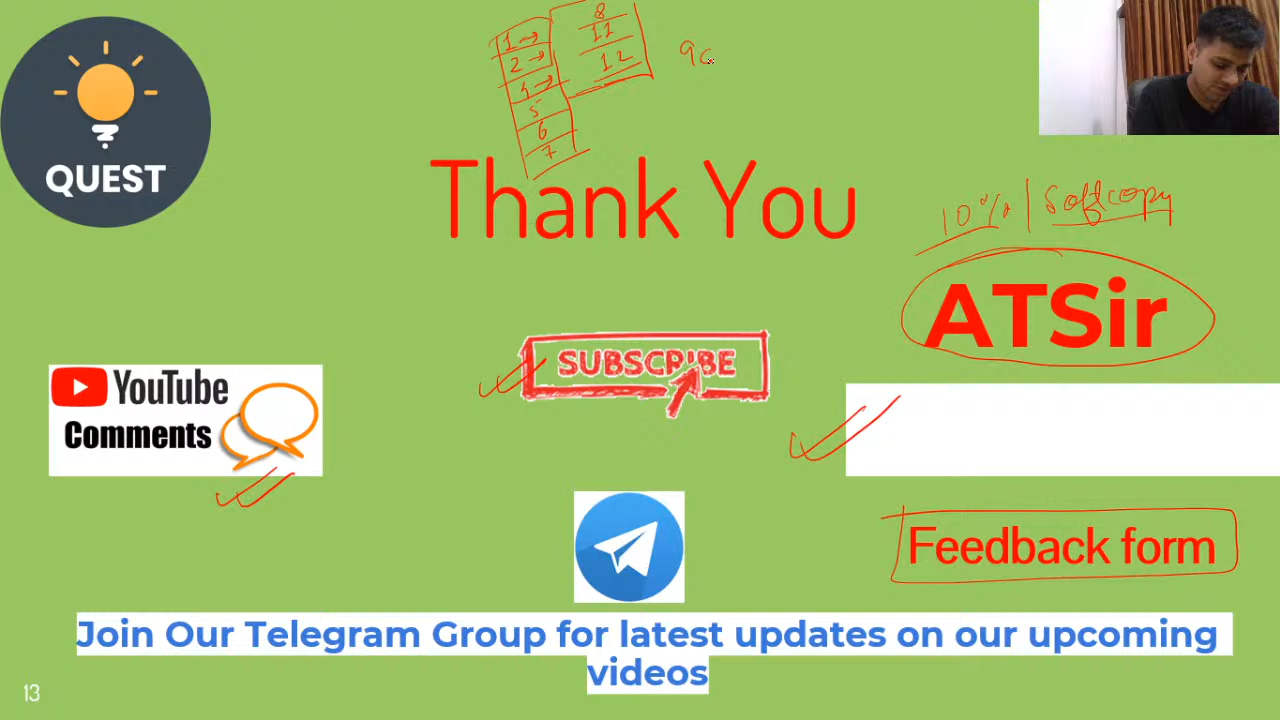 8
1 → 11
2 → 12
4 →
5
6
7
QUEST
Thank You
10% | Softcopy
ATSir
SUBSCRIBE
YouTube
Comments
Feedback form
Join Our Telegram Group for latest updates on our upcoming
videos
13